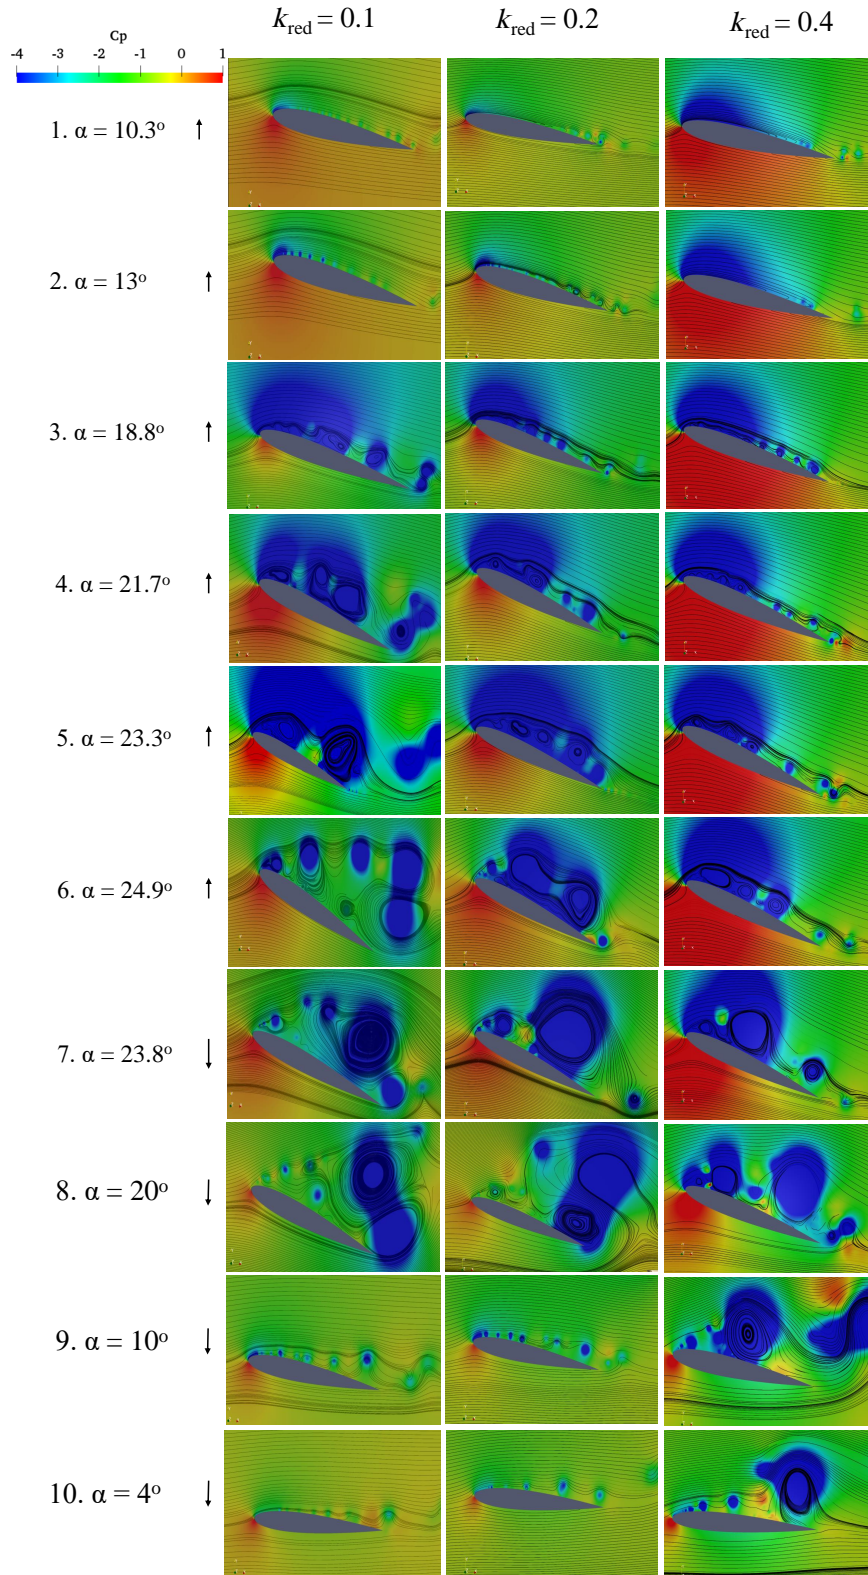 k_red = 0.1 k_red = 0.2 k_red = 0.4
Cp
-4 -3 -2 -1 0 1
1. α = 10.3° ↑
2. α = 13° ↑
3. α = 18.8° ↑
4. α = 21.7° ↑
5. α = 23.3° ↑
6. α = 24.9° ↑
7. α = 23.8° ↓
8. α = 20° ↓
9. α = 10° ↓
10. α = 4° ↓